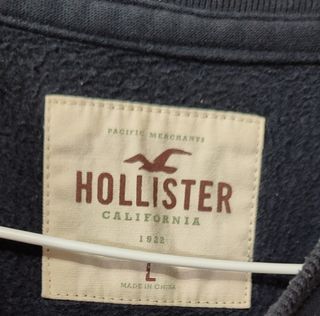 PACIFIC MERCHANTS
HOLLISTER
CALIFORNIA
1922
L
MADE IN CHINA